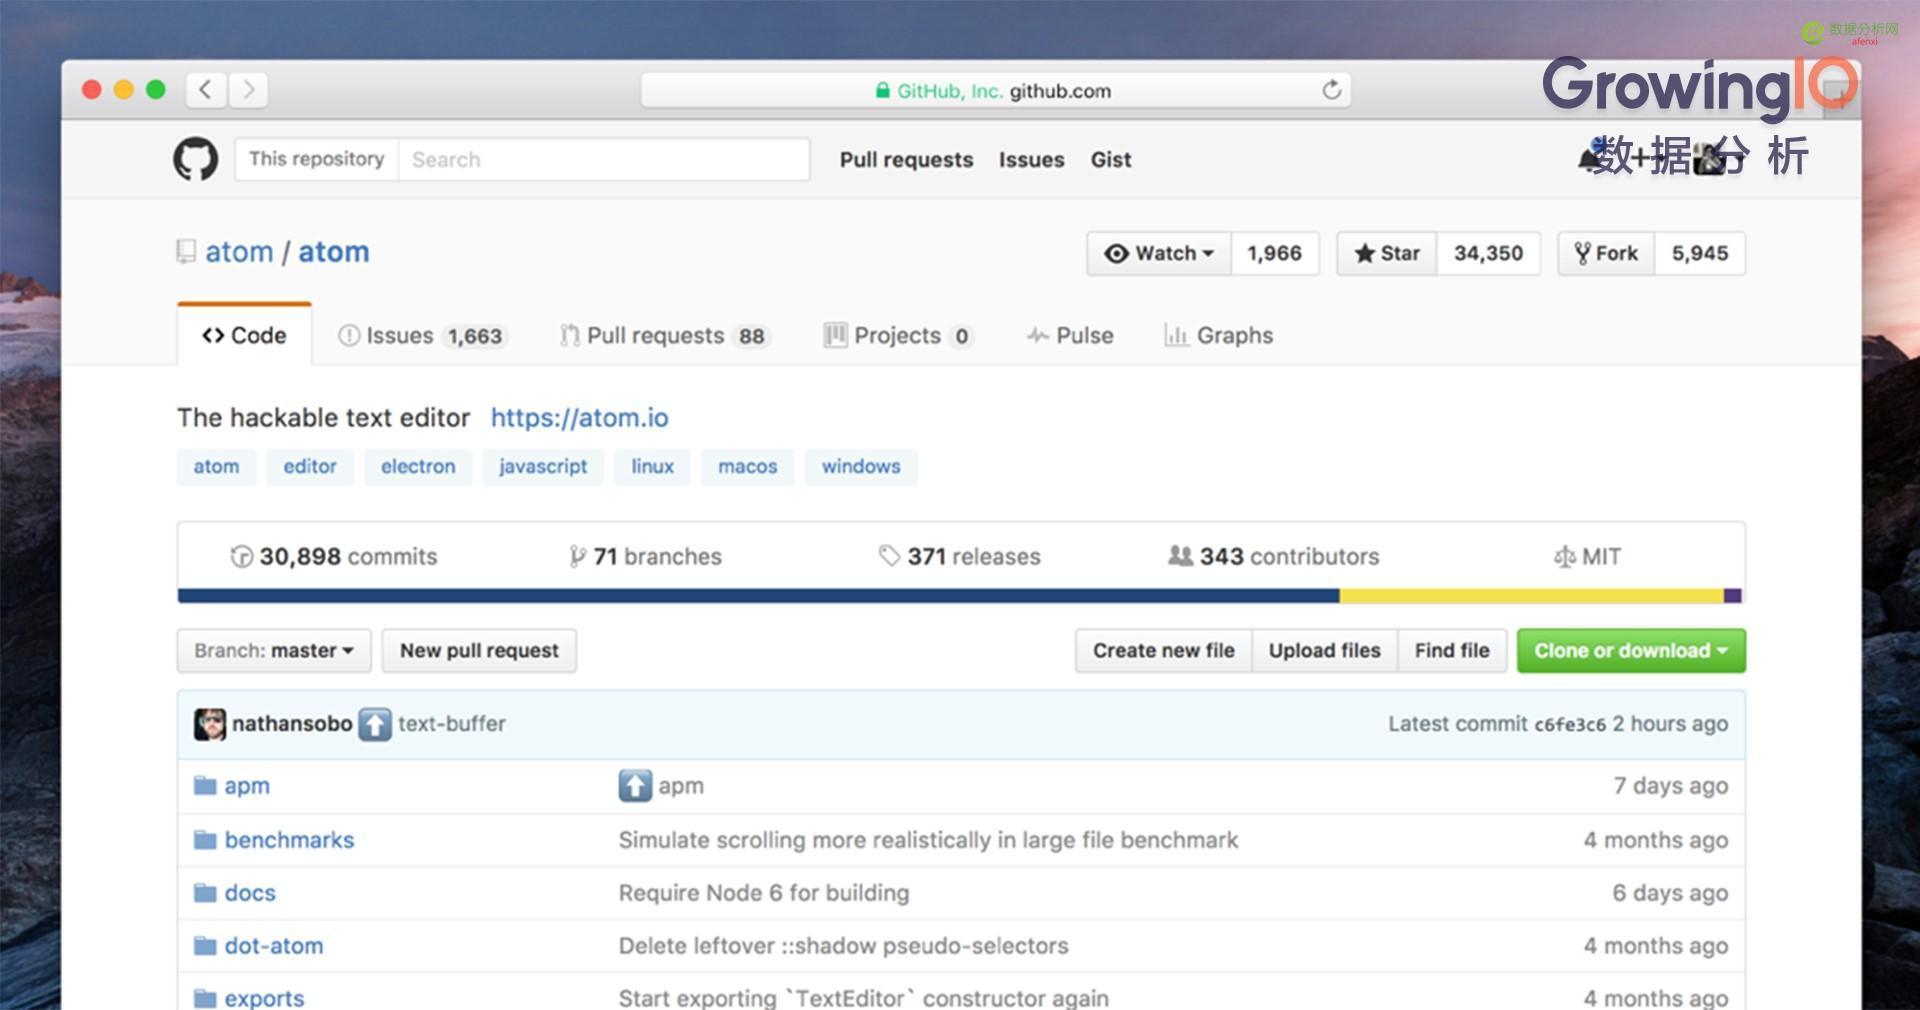 数据分析网
afenxi
GrowingIO
数据分析
GitHub, Inc. github.com
This repository Search Pull requests Issues Gist
atom / atom Watch 1,966 Star 34,350 Fork 5,945
Code Issues 1,663 Pull requests 88 Projects 0 Pulse Graphs
The hackable text editor https://atom.io
atom editor electron javascript linux macos windows
30,898 commits 71 branches 371 releases 343 contributors MIT
Branch: master New pull request Create new file Upload files Find file Clone or download
nathansobo text-buffer Latest commit c6fe3c6 2 hours ago
apm apm 7 days ago
benchmarks Simulate scrolling more realistically in large file benchmark 4 months ago
docs Require Node 6 for building 6 days ago
dot-atom Delete leftover ::shadow pseudo-selectors 4 months ago
exports Start exporting `TextEditor` constructor again 4 months ago